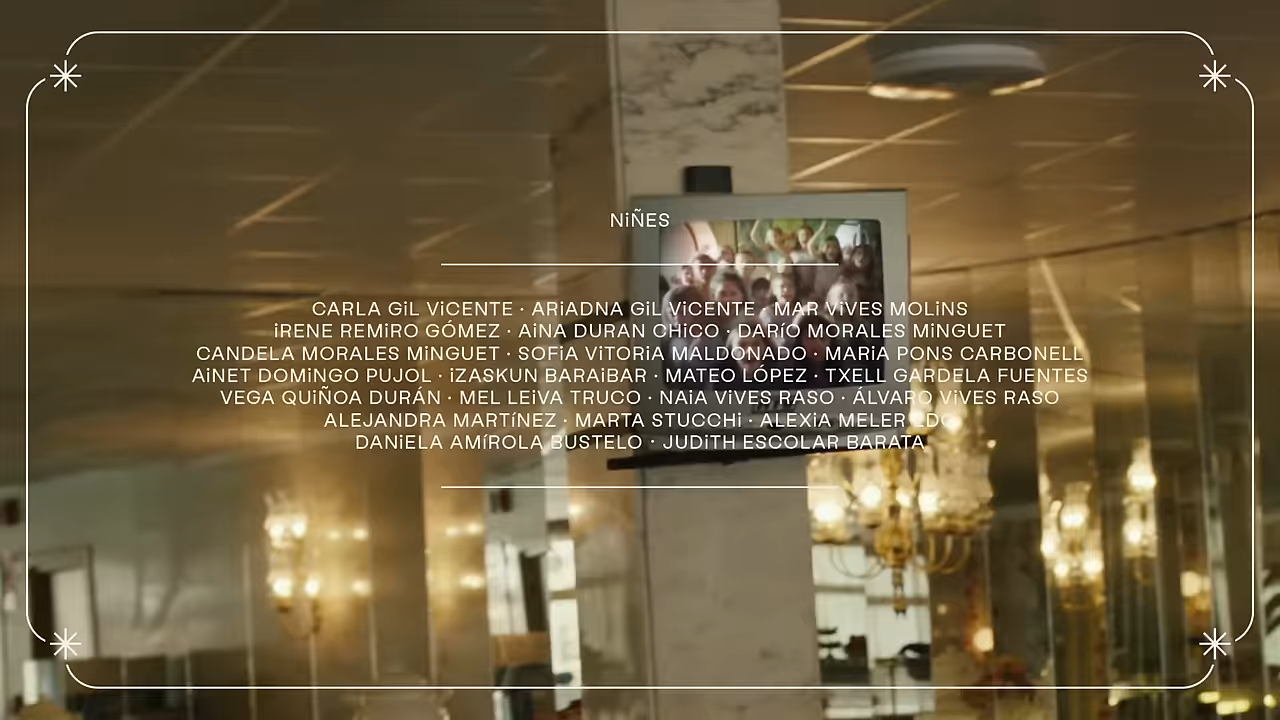 NiÑES
CARLA GiL ViCENTE · ARiADNA GiL ViCENTE · MAR ViVES MOLiNS
iRENE REMiRO GÓMEZ · AiNA DURAN CHiCO · DARíO MORALES MiNGUET
CANDELA MORALES MiNGUET · SOFiA ViTORiA MALDONADO · MARiA PONS CARBONELL
AiNET DOMiNGO PUJOL · iZASKUN BARAiBAR · MATEO LÓPEZ · TXELL GARDELA FUENTES
VEGA QUiÑOA DURÁN · MEL LEiVA TRUCO · NAiA ViVES RASO · ÁLVARO ViVES RASO
ALEJANDRA MARTíNEZ · MARTA STUCCHi · ALEXiA MELER
DANiELA AMíROLA BUSTELO · JUDiTH ESCOLAR BARATA